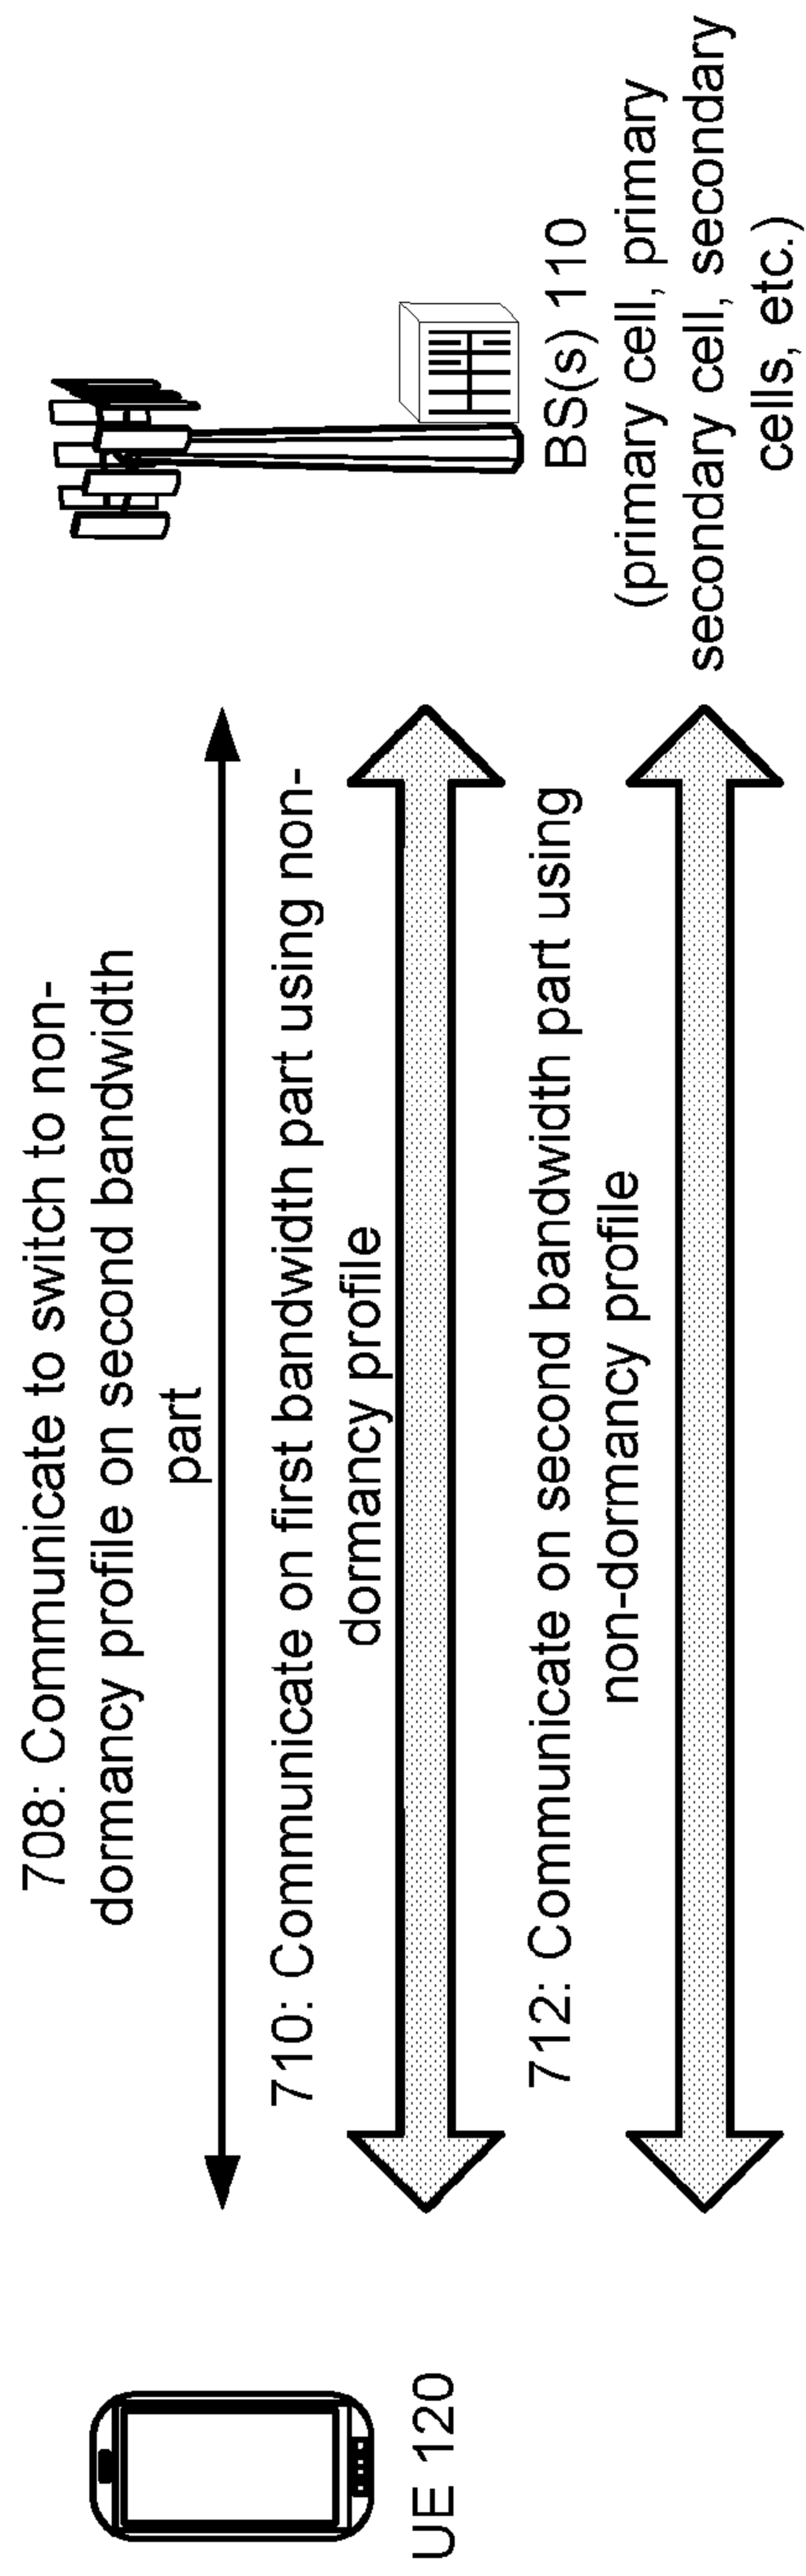 708: Communicate to switch to non-
dormancy profile on second bandwidth
part
710: Communicate on first bandwidth part using non-
dormancy profile
712: Communicate on second bandwidth part using
non-dormancy profile
UE 120
BS(s) 110
(primary cell, primary
secondary cell, secondary
cells, etc.)